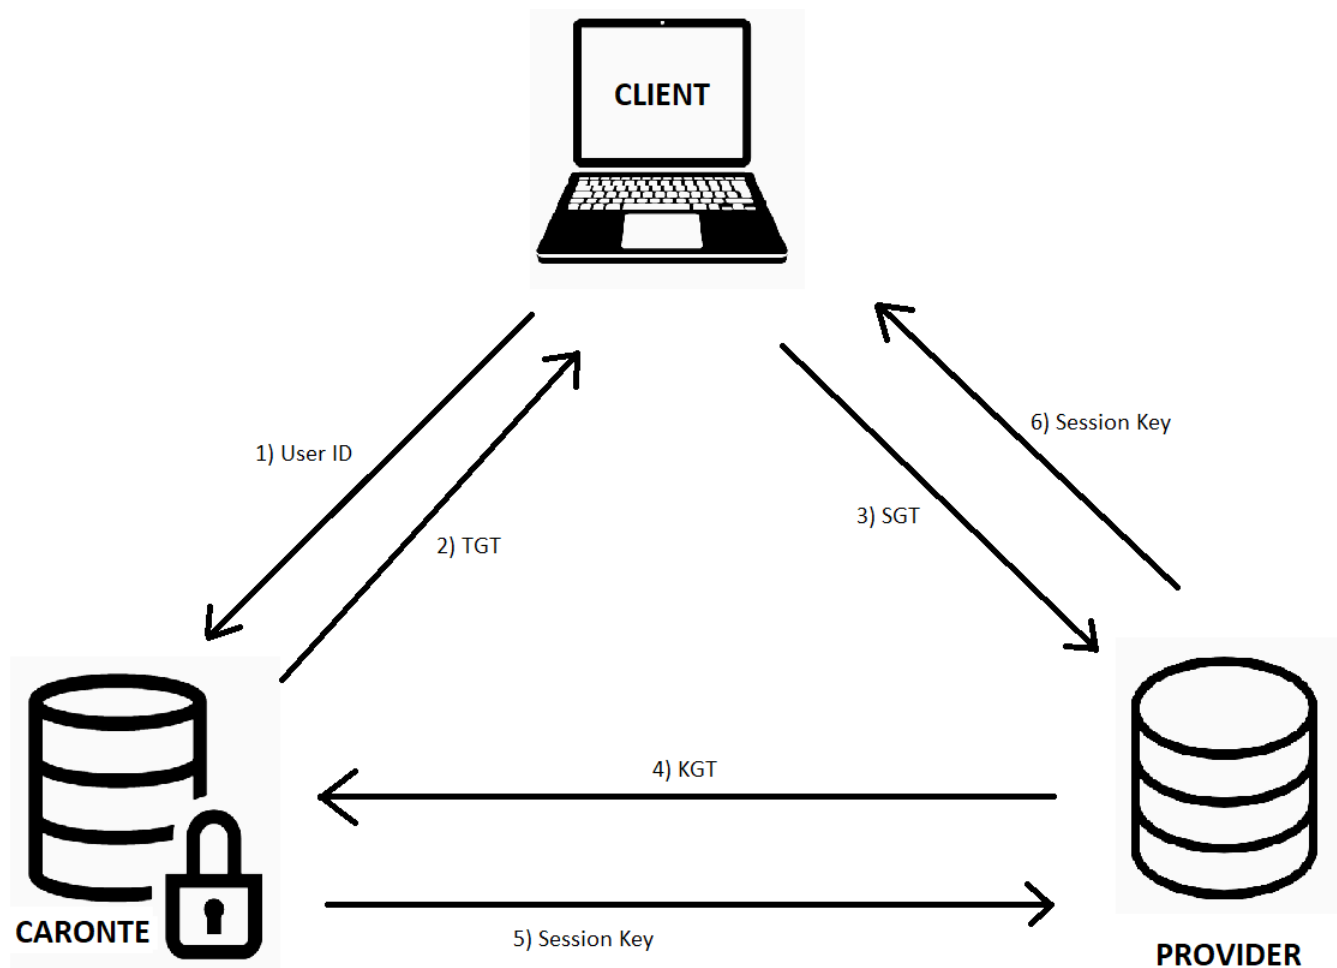 CLIENT
1) User ID
2) TGT
3) SGT
6) Session Key
4) KGT
5) Session Key
CARONTE
PROVIDER